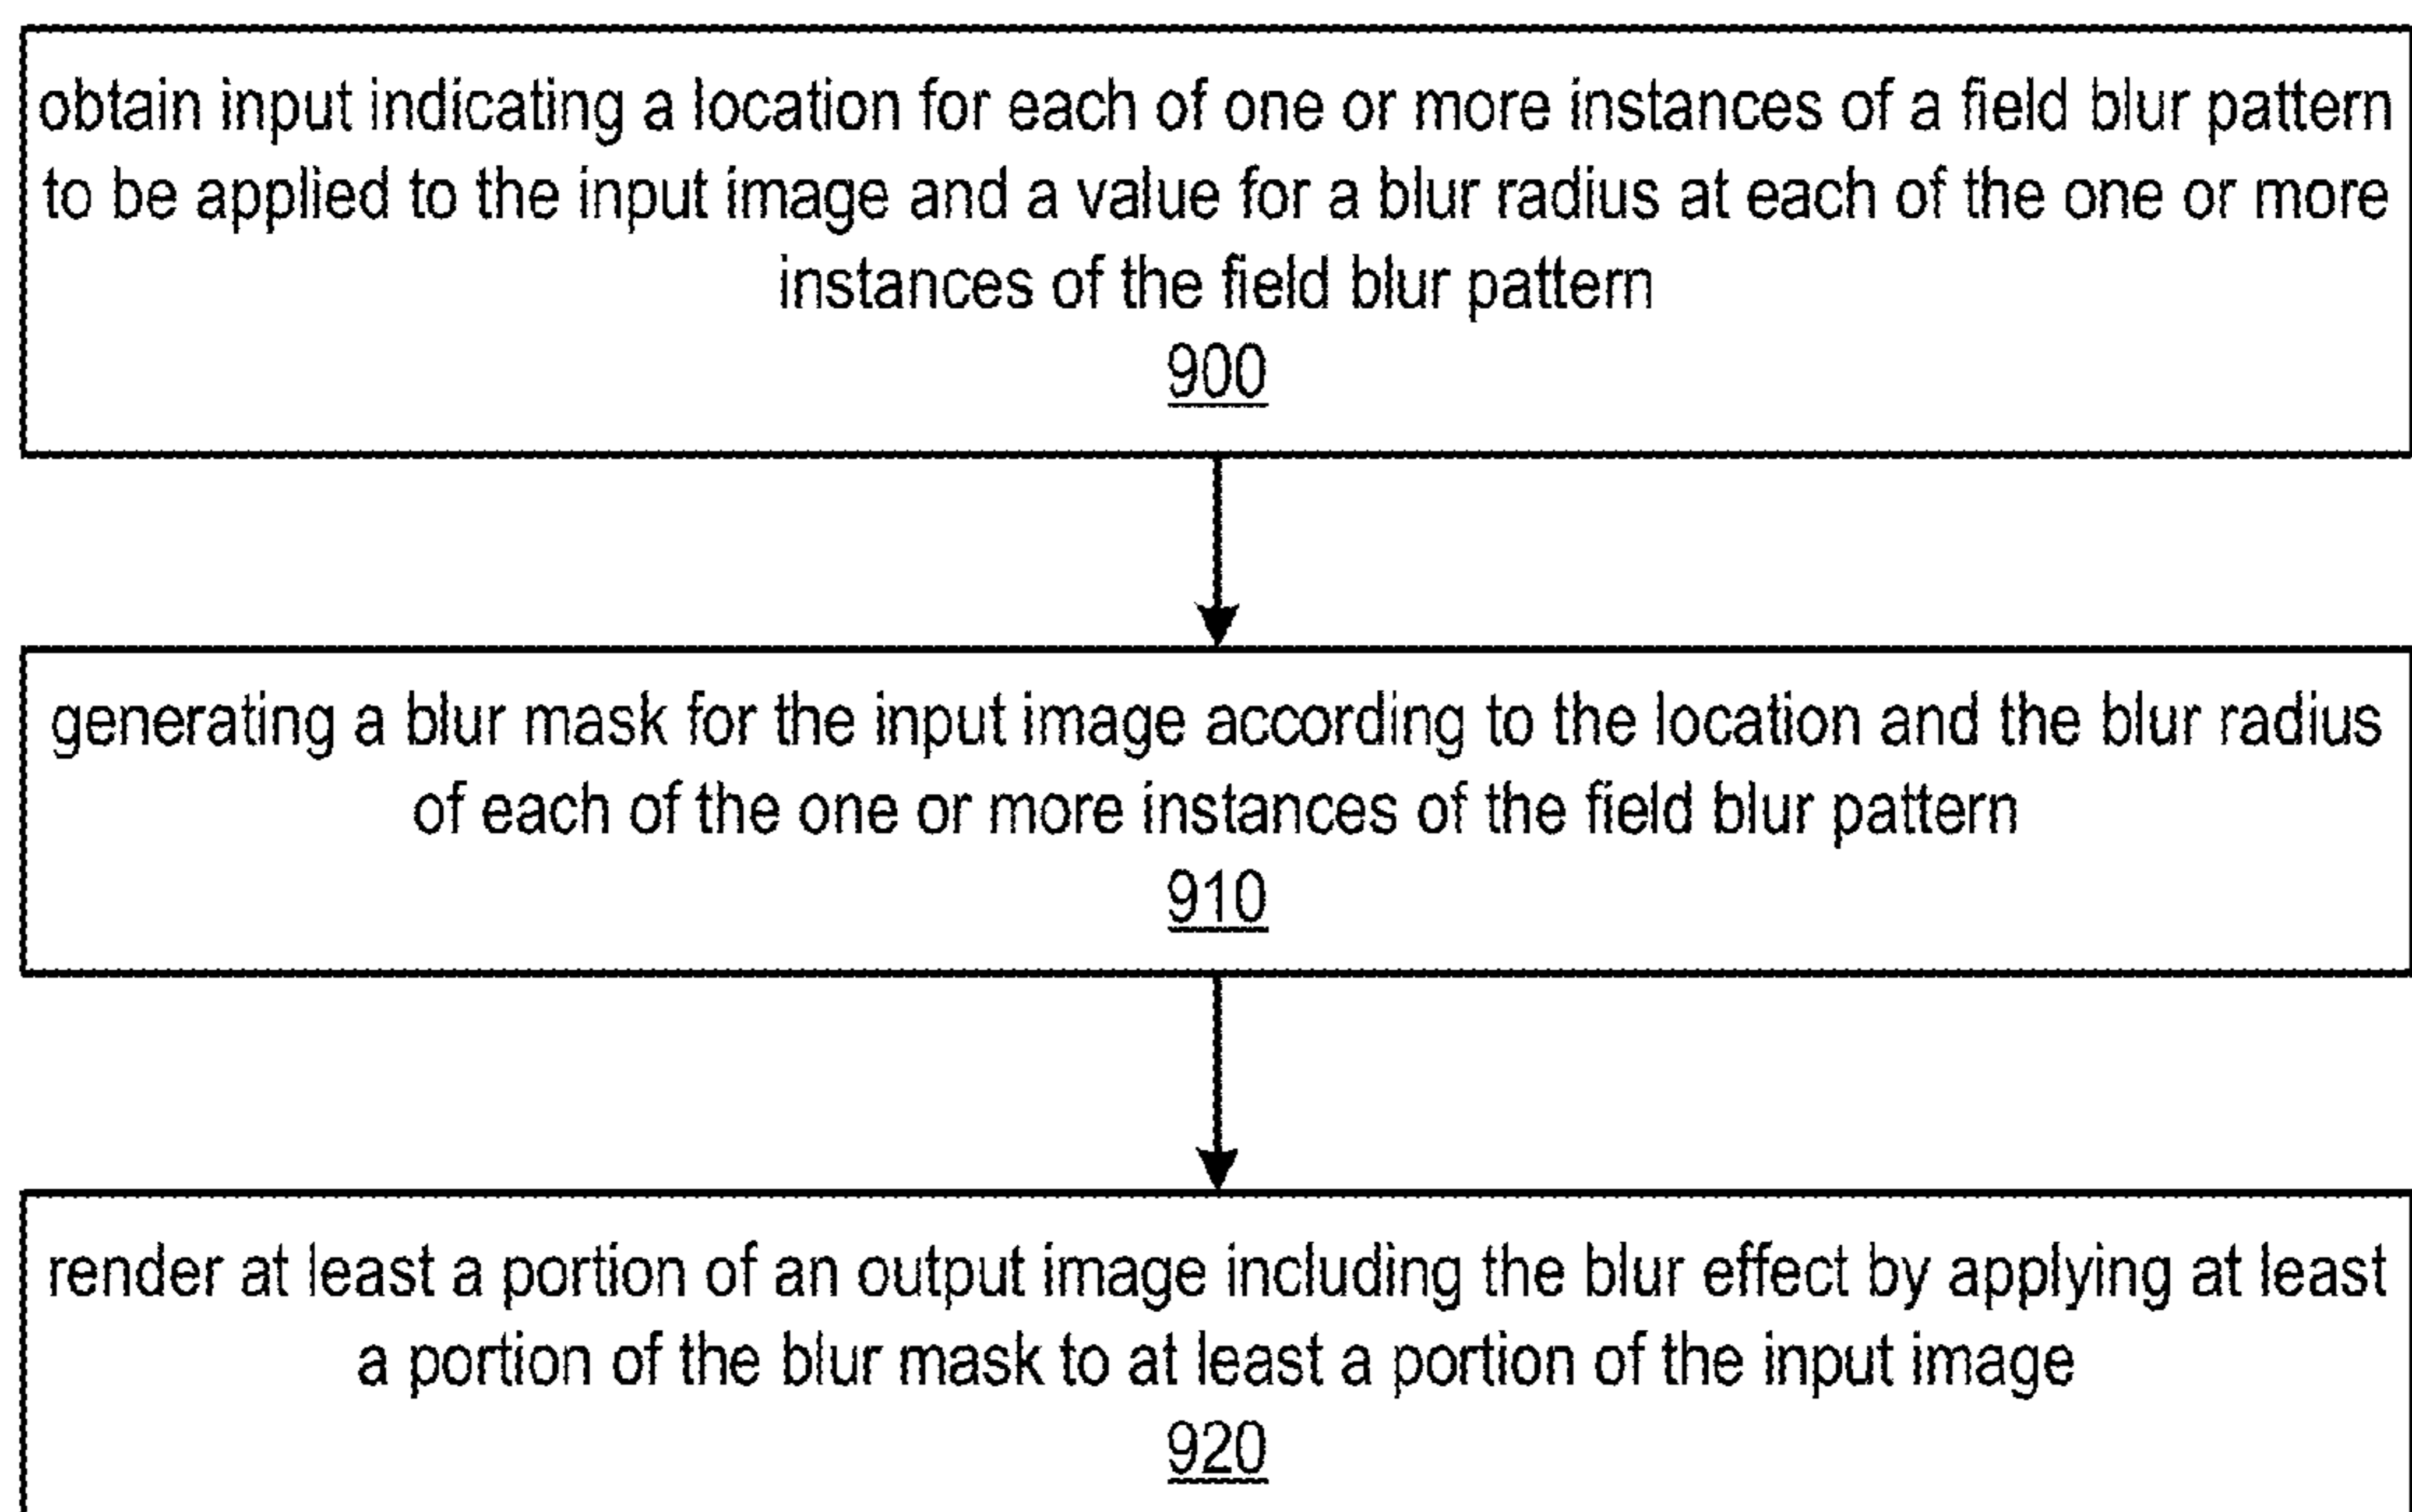 obtain input indicating a location for each of one or more instances of a field blur pattern
to be applied to the input image and a value for a blur radius at each of the one or more
instances of the field blur pattern
900
generating a blur mask for the input image according to the location and the blur radius
of each of the one or more instances of the field blur pattern
910
render at least a portion of an output image including the blur effect by applying at least
a portion of the blur mask to at least a portion of the input image
920